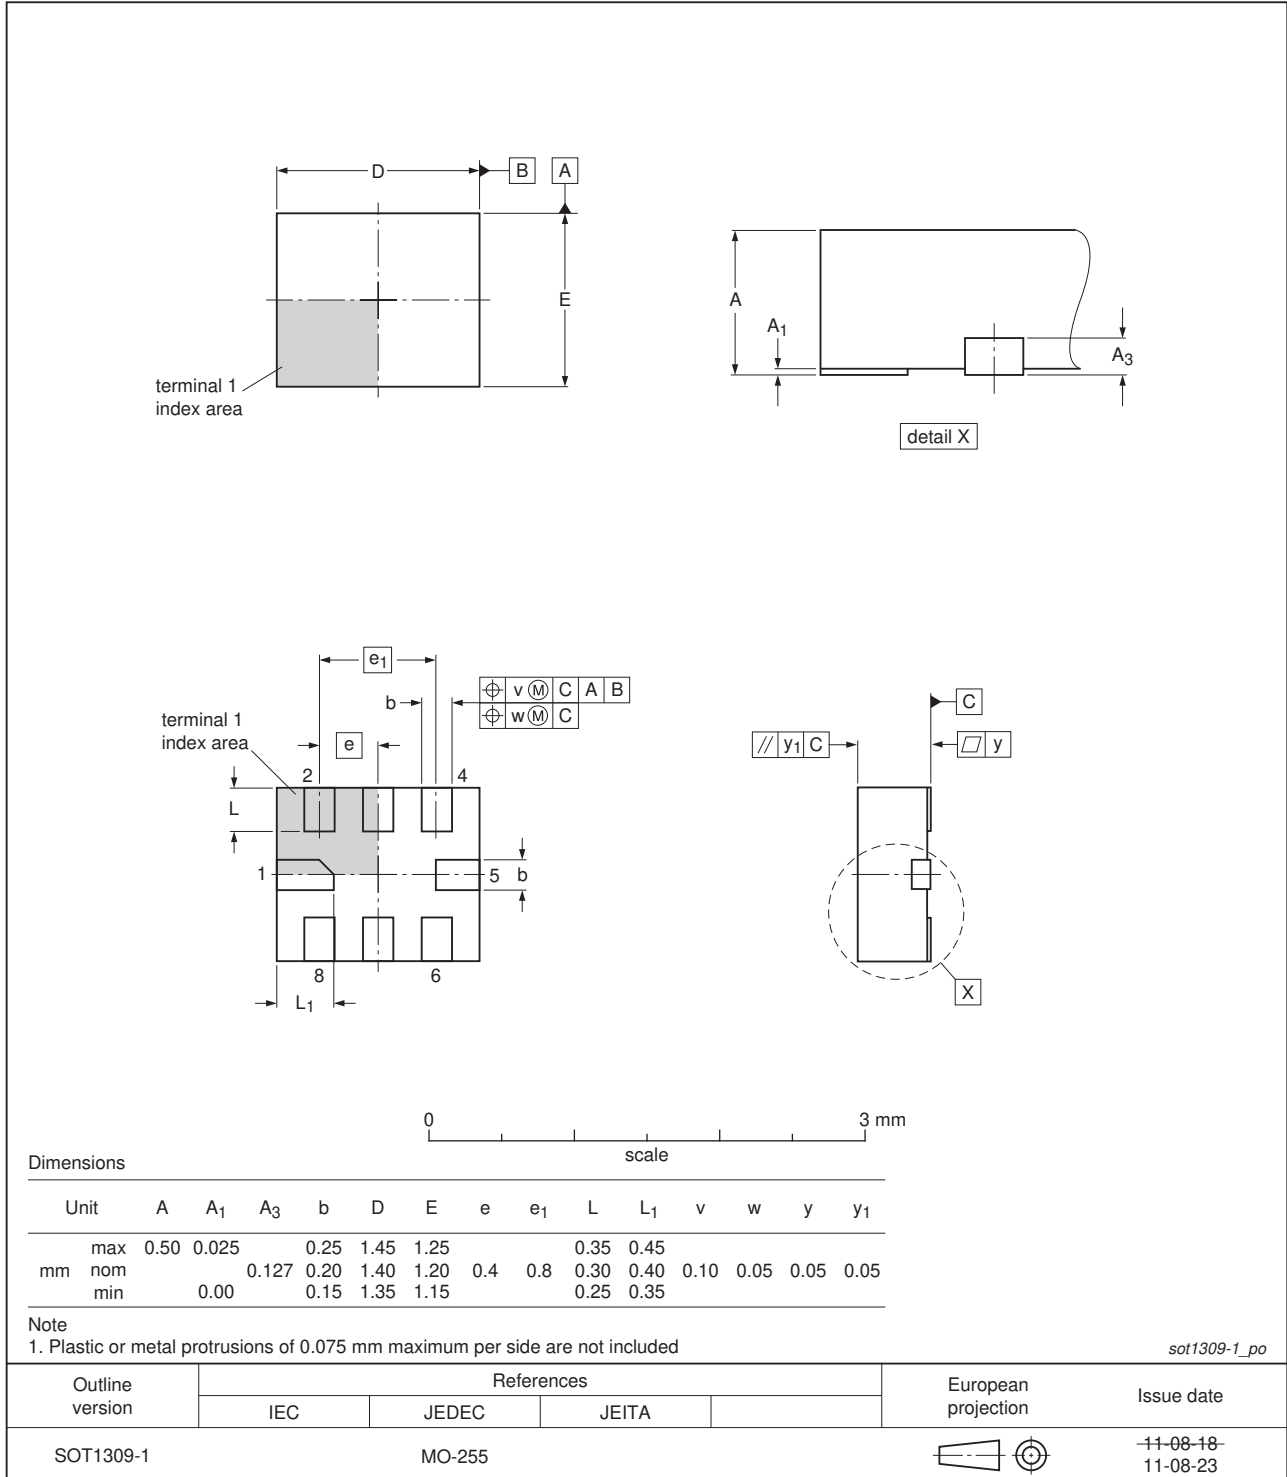 D
B
A
E
terminal 1
index area
A
A1
A3
detail X
e1
b
v M C A B
w M C
terminal 1
index area
e
2
4
L
1
5
b
8
6
L1
C
// y1 C
y
X
0
3 mm
scale
Dimensions
Unit A A1 A3 b D E e e1 L L1 v w y y1
max 0.50 0.025 0.25 1.45 1.25 0.35 0.45
mm nom 0.127 0.20 1.40 1.20 0.4 0.8 0.30 0.40 0.10 0.05 0.05 0.05
min 0.00 0.15 1.35 1.15 0.25 0.35
Note
1. Plastic or metal protrusions of 0.075 mm maximum per side are not included
sot1309-1_po
Outline
version
References
IEC JEDEC JEITA
European
projection
Issue date
SOT1309-1 MO-255
11-08-18
11-08-23